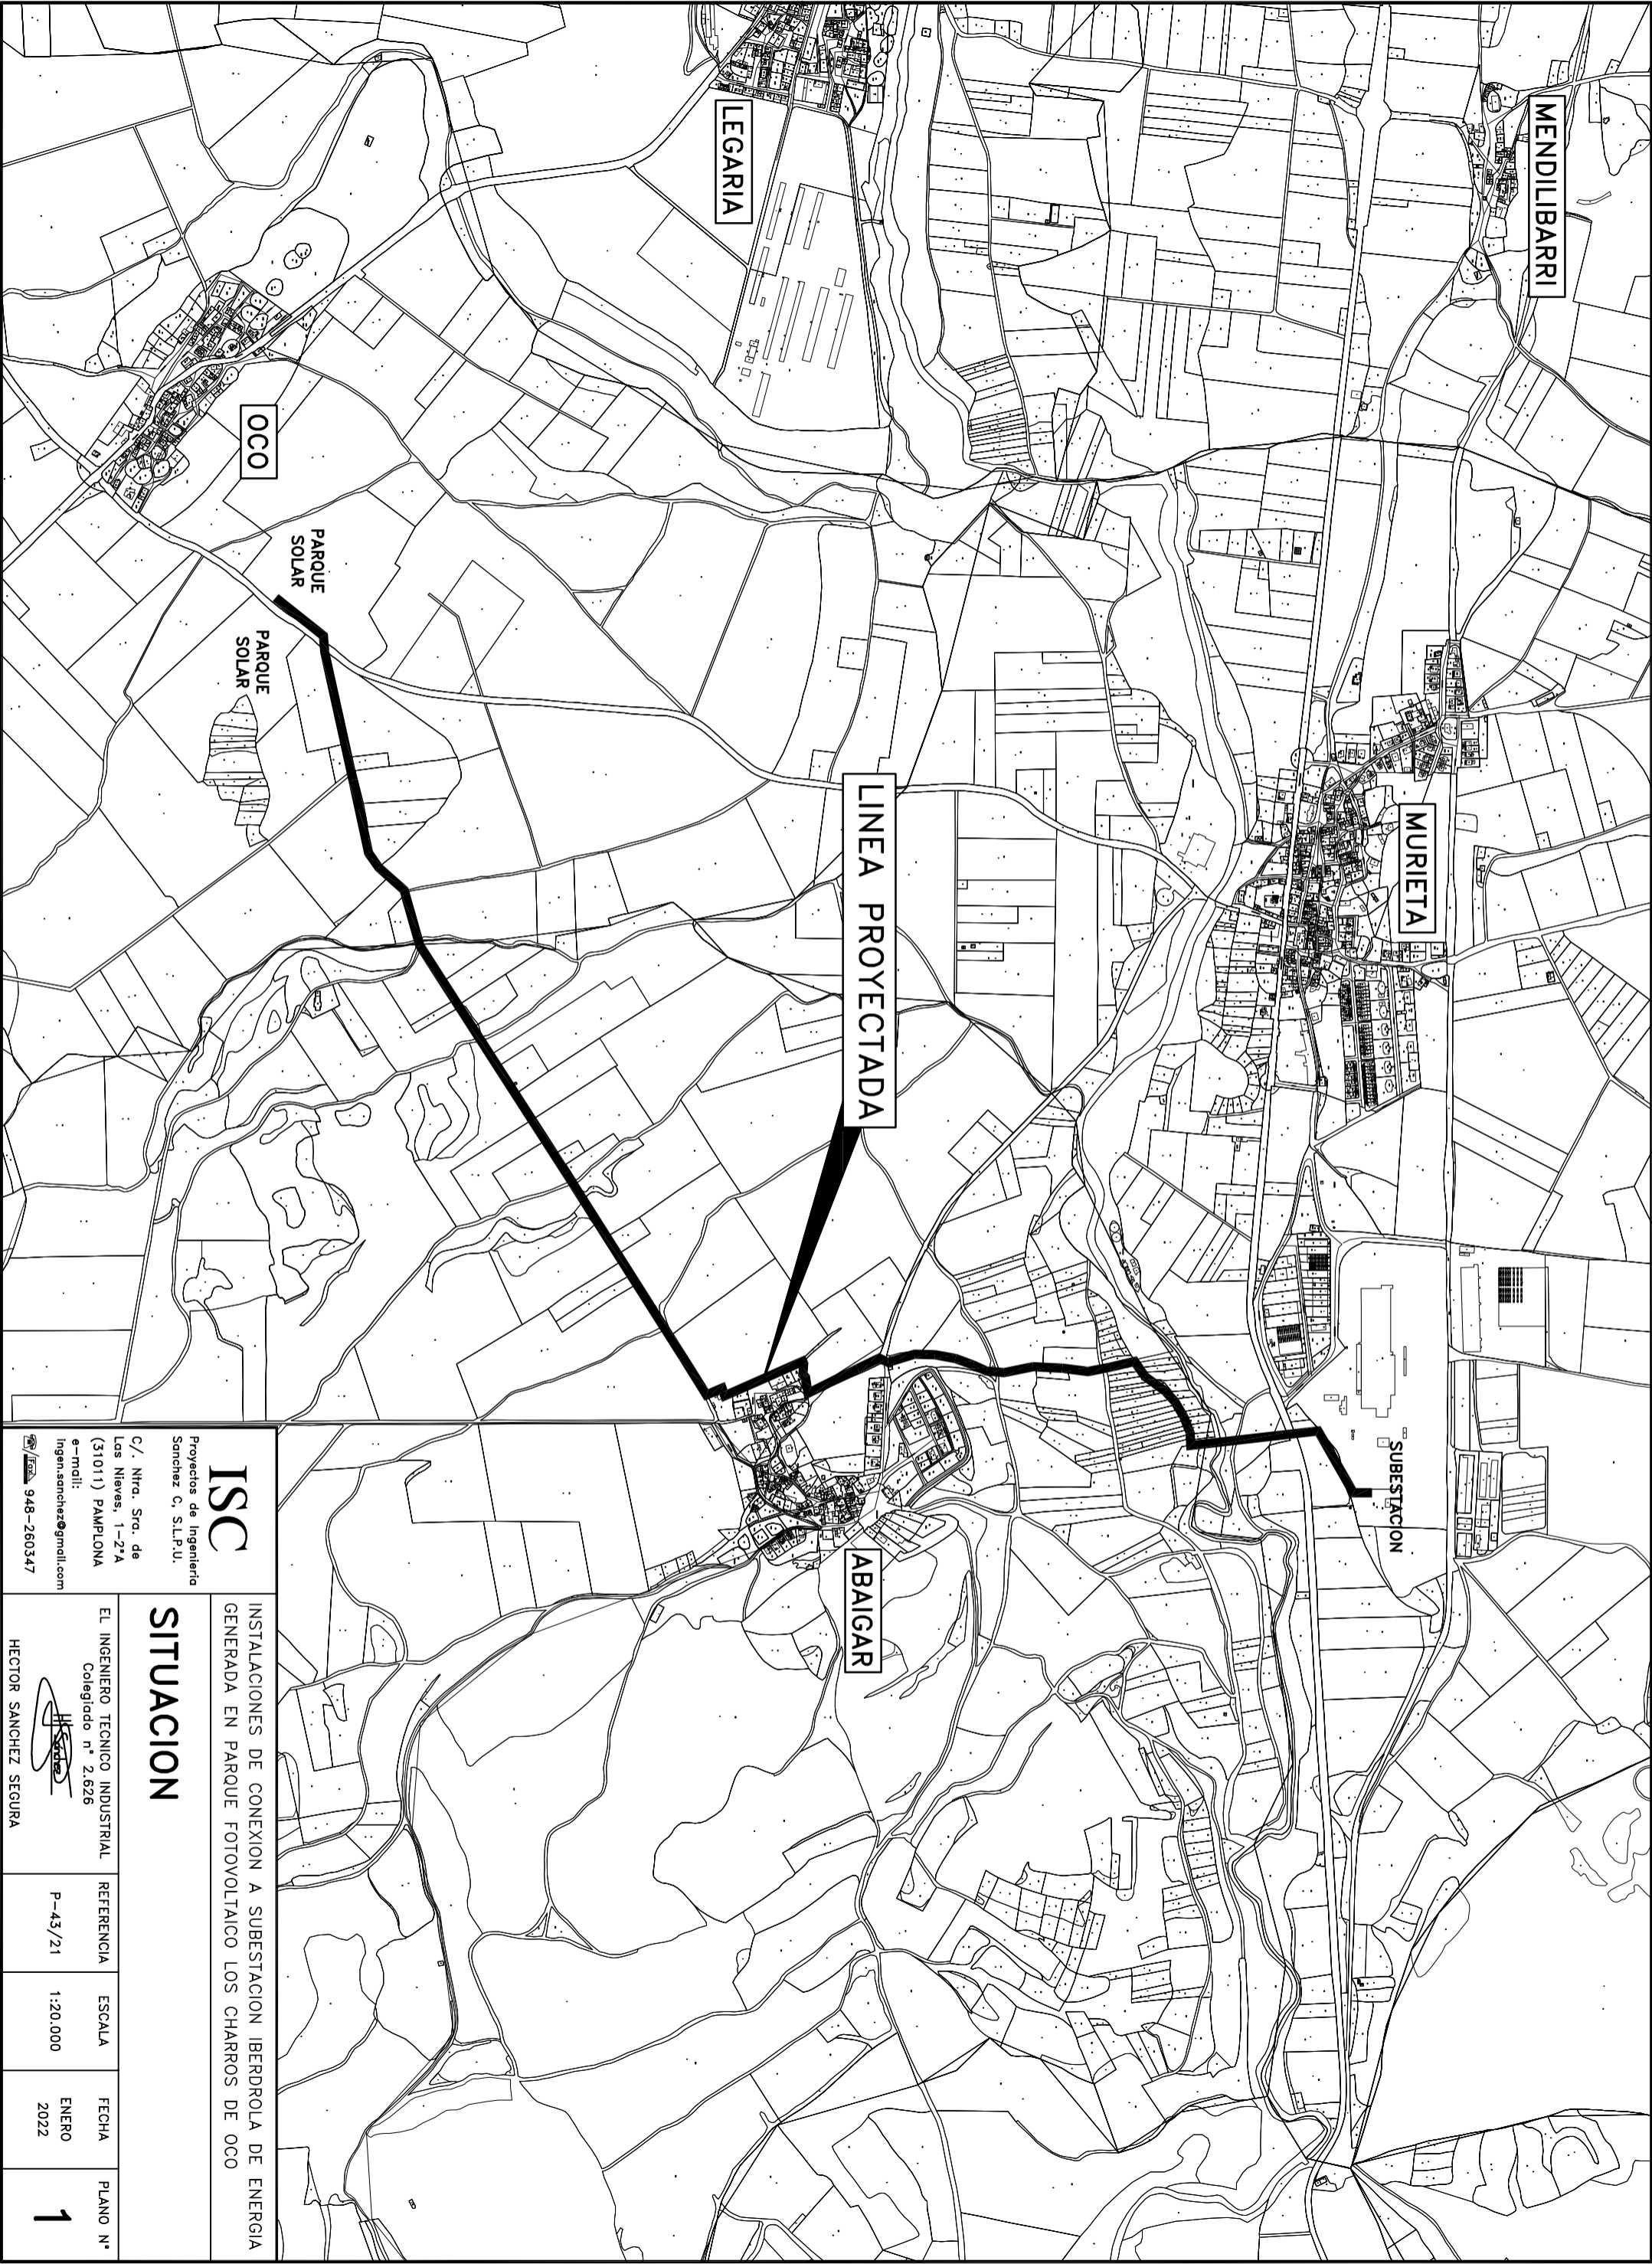 MENDILIBARRI
LEGARIA
MURIETA
OCO
PARQUE
SOLAR
PARQUE
SOLAR
LINEA PROYECTADA
SUBESTACION
ABAIGAR
ISC
Proyectos de Ingenieria
Sanchez C, S.L.P.U.
C/. Ntra. Sra. de
Las Nieves, 1-2ºA
(31011) PAMPLONA
e-mail:
ingen.sanchez@gmail.com
☎/Fax. 948-260347
INSTALACIONES DE CONEXION A SUBESTACION IBERDROLA DE ENERGIA
GENERADA EN PARQUE FOTOVOLTAICO LOS CHARROS DE OCO
SITUACION
EL INGENIERO TECNICO INDUSTRIAL
Colegiado nº 2.626
HSanchez
HECTOR SANCHEZ SEGURA
REFERENCIA
P-43/21
ESCALA
1:20.000
FECHA
ENERO
2022
PLANO Nº
1